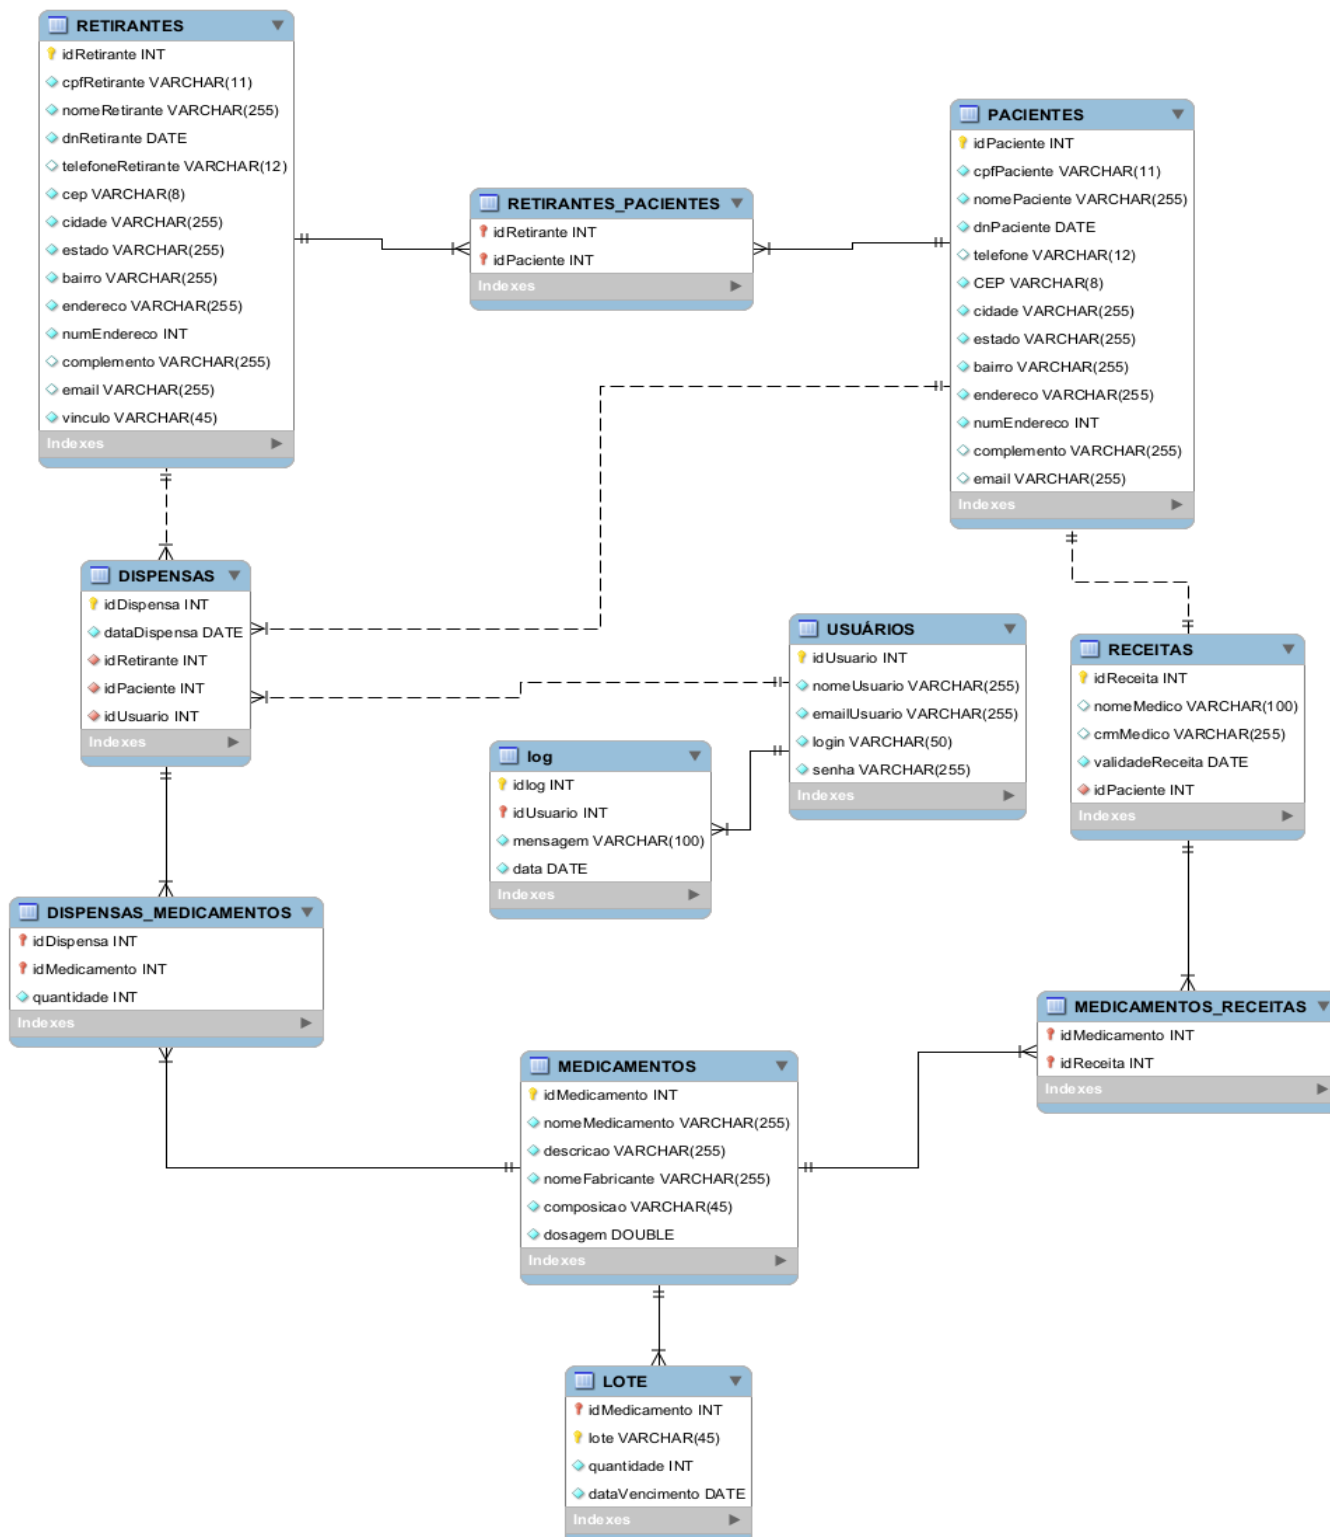 RETIRANTES
idRetirante INT
cpfRetirante VARCHAR(11)
nomeRetirante VARCHAR(255)
dnRetirante DATE
telefoneRetirante VARCHAR(12)
cep VARCHAR(8)
cidade VARCHAR(255)
estado VARCHAR(255)
bairro VARCHAR(255)
endereco VARCHAR(255)
numEndereco INT
complemento VARCHAR(255)
email VARCHAR(255)
vinculo VARCHAR(45)
Indexes
RETIRANTES_PACIENTES
idRetirante INT
idPaciente INT
Indexes
PACIENTES
idPaciente INT
cpfPaciente VARCHAR(11)
nomePaciente VARCHAR(255)
dnPaciente DATE
telefone VARCHAR(12)
CEP VARCHAR(8)
cidade VARCHAR(255)
estado VARCHAR(255)
bairro VARCHAR(255)
endereco VARCHAR(255)
numEndereco INT
complemento VARCHAR(255)
email VARCHAR(255)
Indexes
DISPENSAS
idDispensa INT
dataDispensa DATE
idRetirante INT
idPaciente INT
idUsuario INT
Indexes
USUÁRIOS
idUsuario INT
nomeUsuario VARCHAR(255)
emailUsuario VARCHAR(255)
login VARCHAR(50)
senha VARCHAR(255)
Indexes
RECEITAS
idReceita INT
nomeMedico VARCHAR(100)
crmMedico VARCHAR(255)
validadeReceita DATE
idPaciente INT
Indexes
log
idlog INT
idUsuario INT
mensagem VARCHAR(100)
data DATE
Indexes
DISPENSAS_MEDICAMENTOS
idDispensa INT
idMedicamento INT
quantidade INT
Indexes
MEDICAMENTOS_RECEITAS
idMedicamento INT
idReceita INT
Indexes
MEDICAMENTOS
idMedicamento INT
nomeMedicamento VARCHAR(255)
descricao VARCHAR(255)
nomeFabricante VARCHAR(255)
composicao VARCHAR(45)
dosagem DOUBLE
Indexes
LOTE
idMedicamento INT
lote VARCHAR(45)
quantidade INT
dataVencimento DATE
Indexes